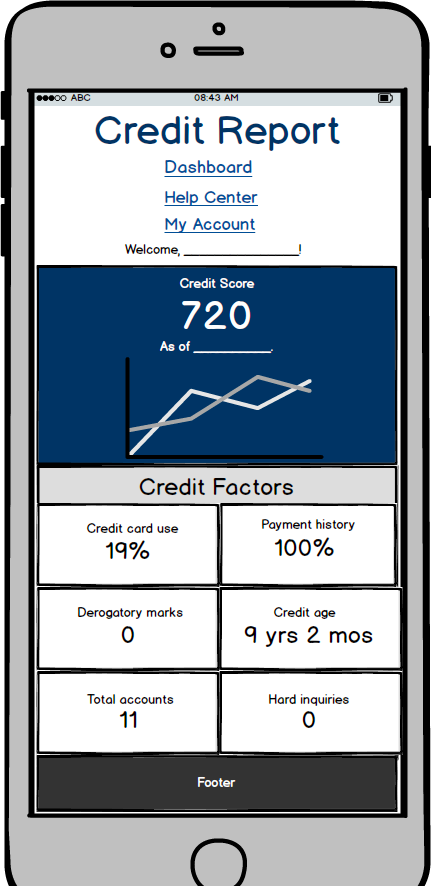 ABC 08:43 AM
Credit Report
Dashboard
Help Center
My Account
Welcome, ________________!
Credit Score
720
As of ___________.
Credit Factors
Credit card use Payment history
19% 100%
Derogatory marks Credit age
0 9 yrs 2 mos
Total accounts Hard inquiries
11 0
Footer